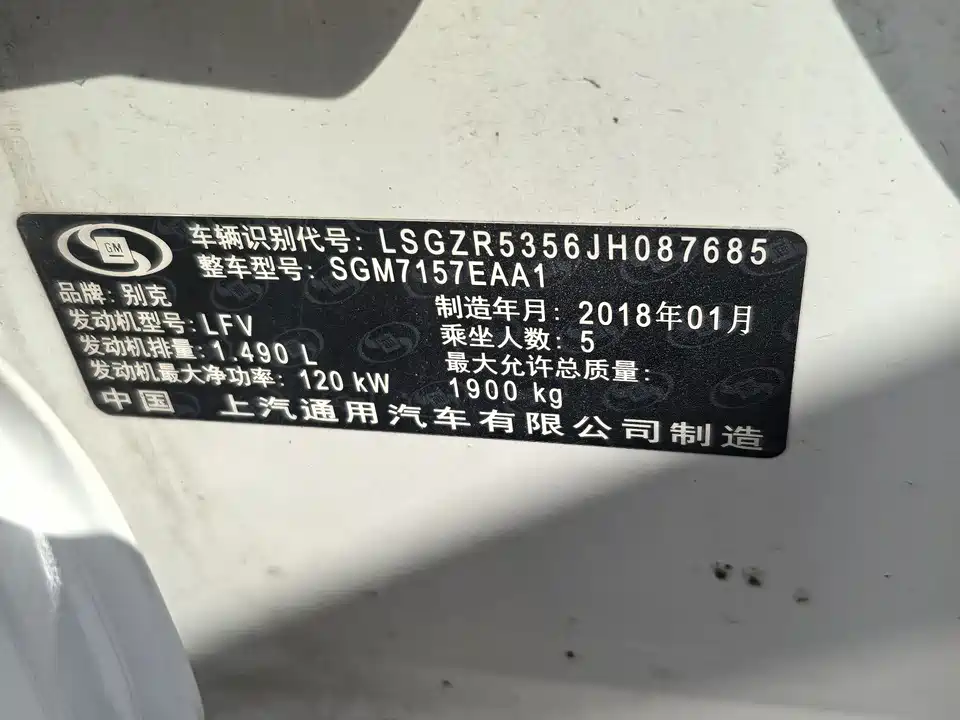 GM
车辆识别代号: LSGZR5356JH087685
整车型号: SGM7157EAA1
品牌: 别克
制造年月: 2018年01月
发动机型号: LFV
乘坐人数: 5
发动机排量: 1.490 L
最大允许总质量:
1900 kg
发动机最大净功率: 120 kW
中国 上汽通用汽车有限公司制造